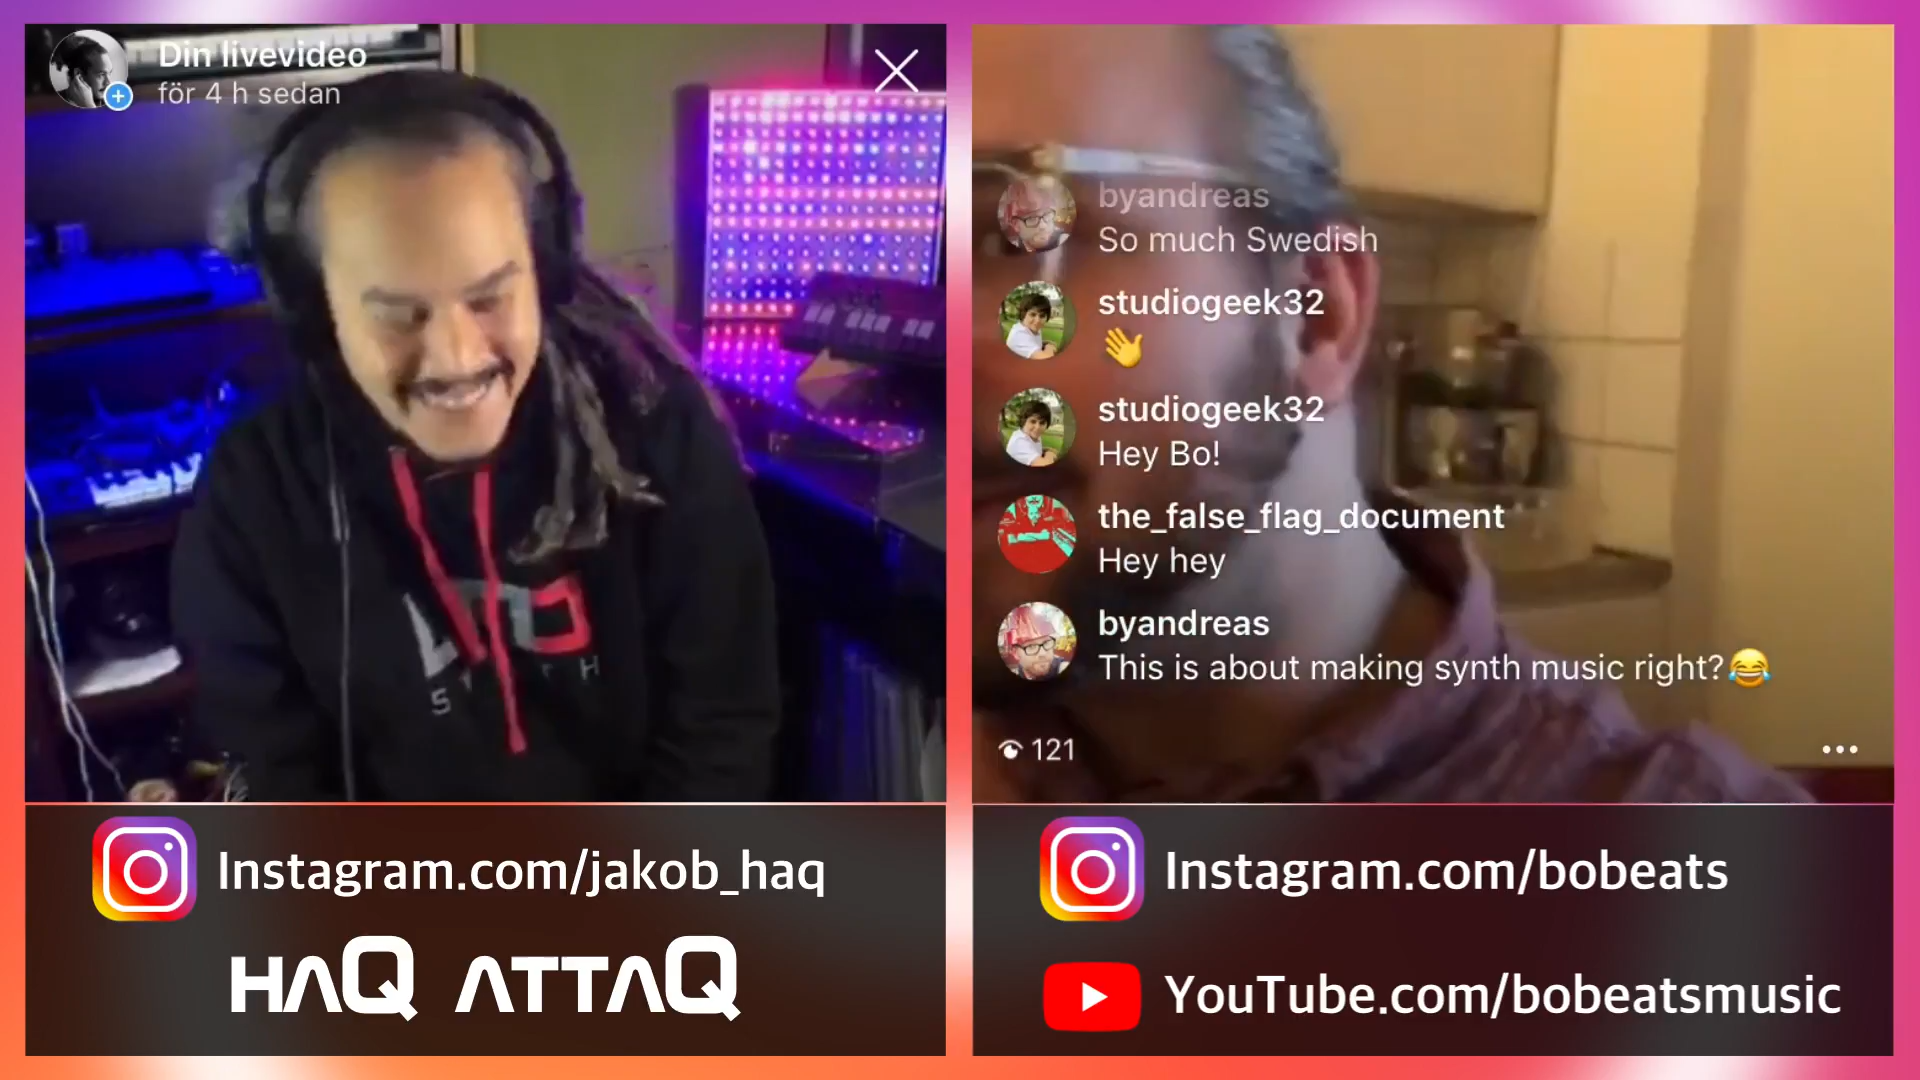 Din livevideo
för 4 h sedan
byandreas
So much Swedish
studiogeek32
👋
studiogeek32
Hey Bo!
the_false_flag_document
Hey hey
byandreas
This is about making synth music right?😂
121
Instagram.com/jakob_haq
HAQ ATTAQ
Instagram.com/bobeats
YouTube.com/bobeatsmusic